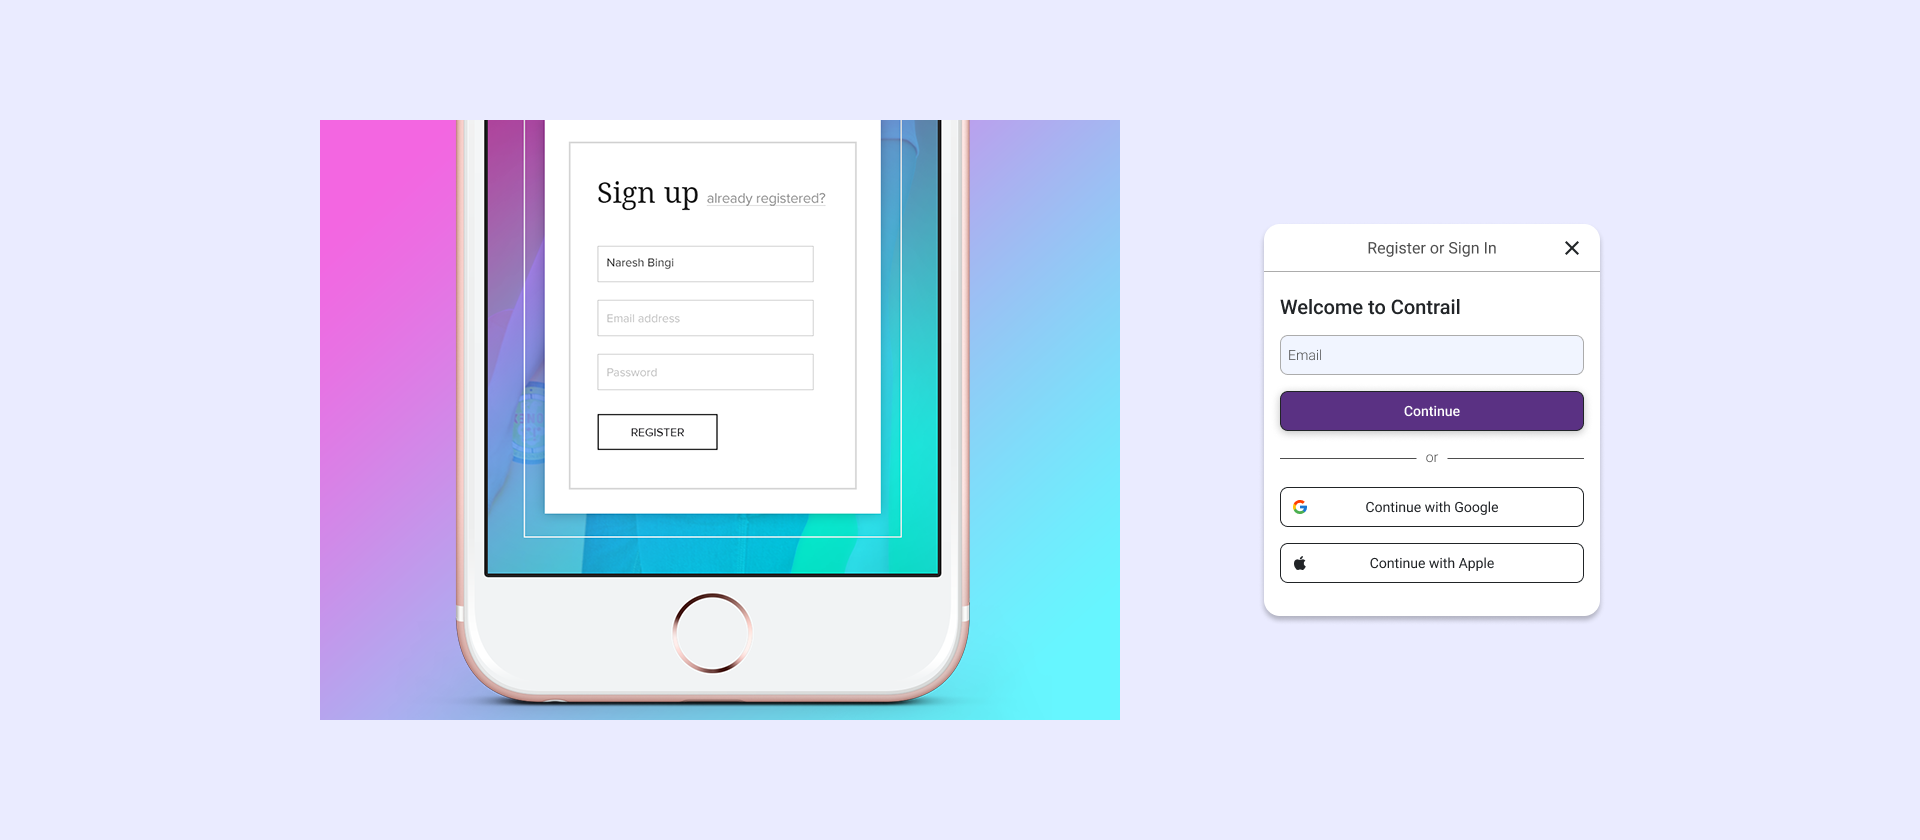 Sign up already registered?
Naresh Bingi
Email address
Password
REGISTER
Register or Sign In
Welcome to Contrail
Email
Continue
or
Continue with Google
Continue with Apple